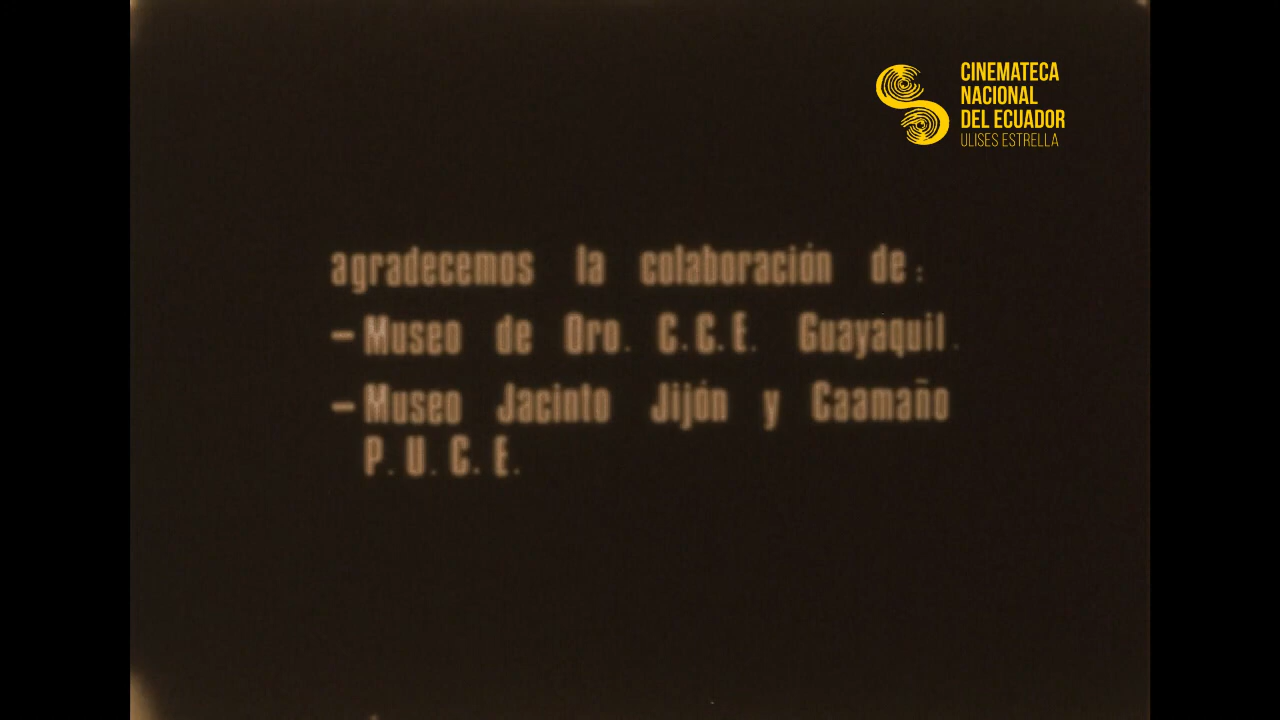 CINEMATECA
NACIONAL
DEL ECUADOR
ULISES ESTRELLA
agradecemos la colaboración de:
– Museo de Oro. C.C.E. Guayaquil.
– Museo Jacinto Jijón y Caamaño
P.U.C.E.